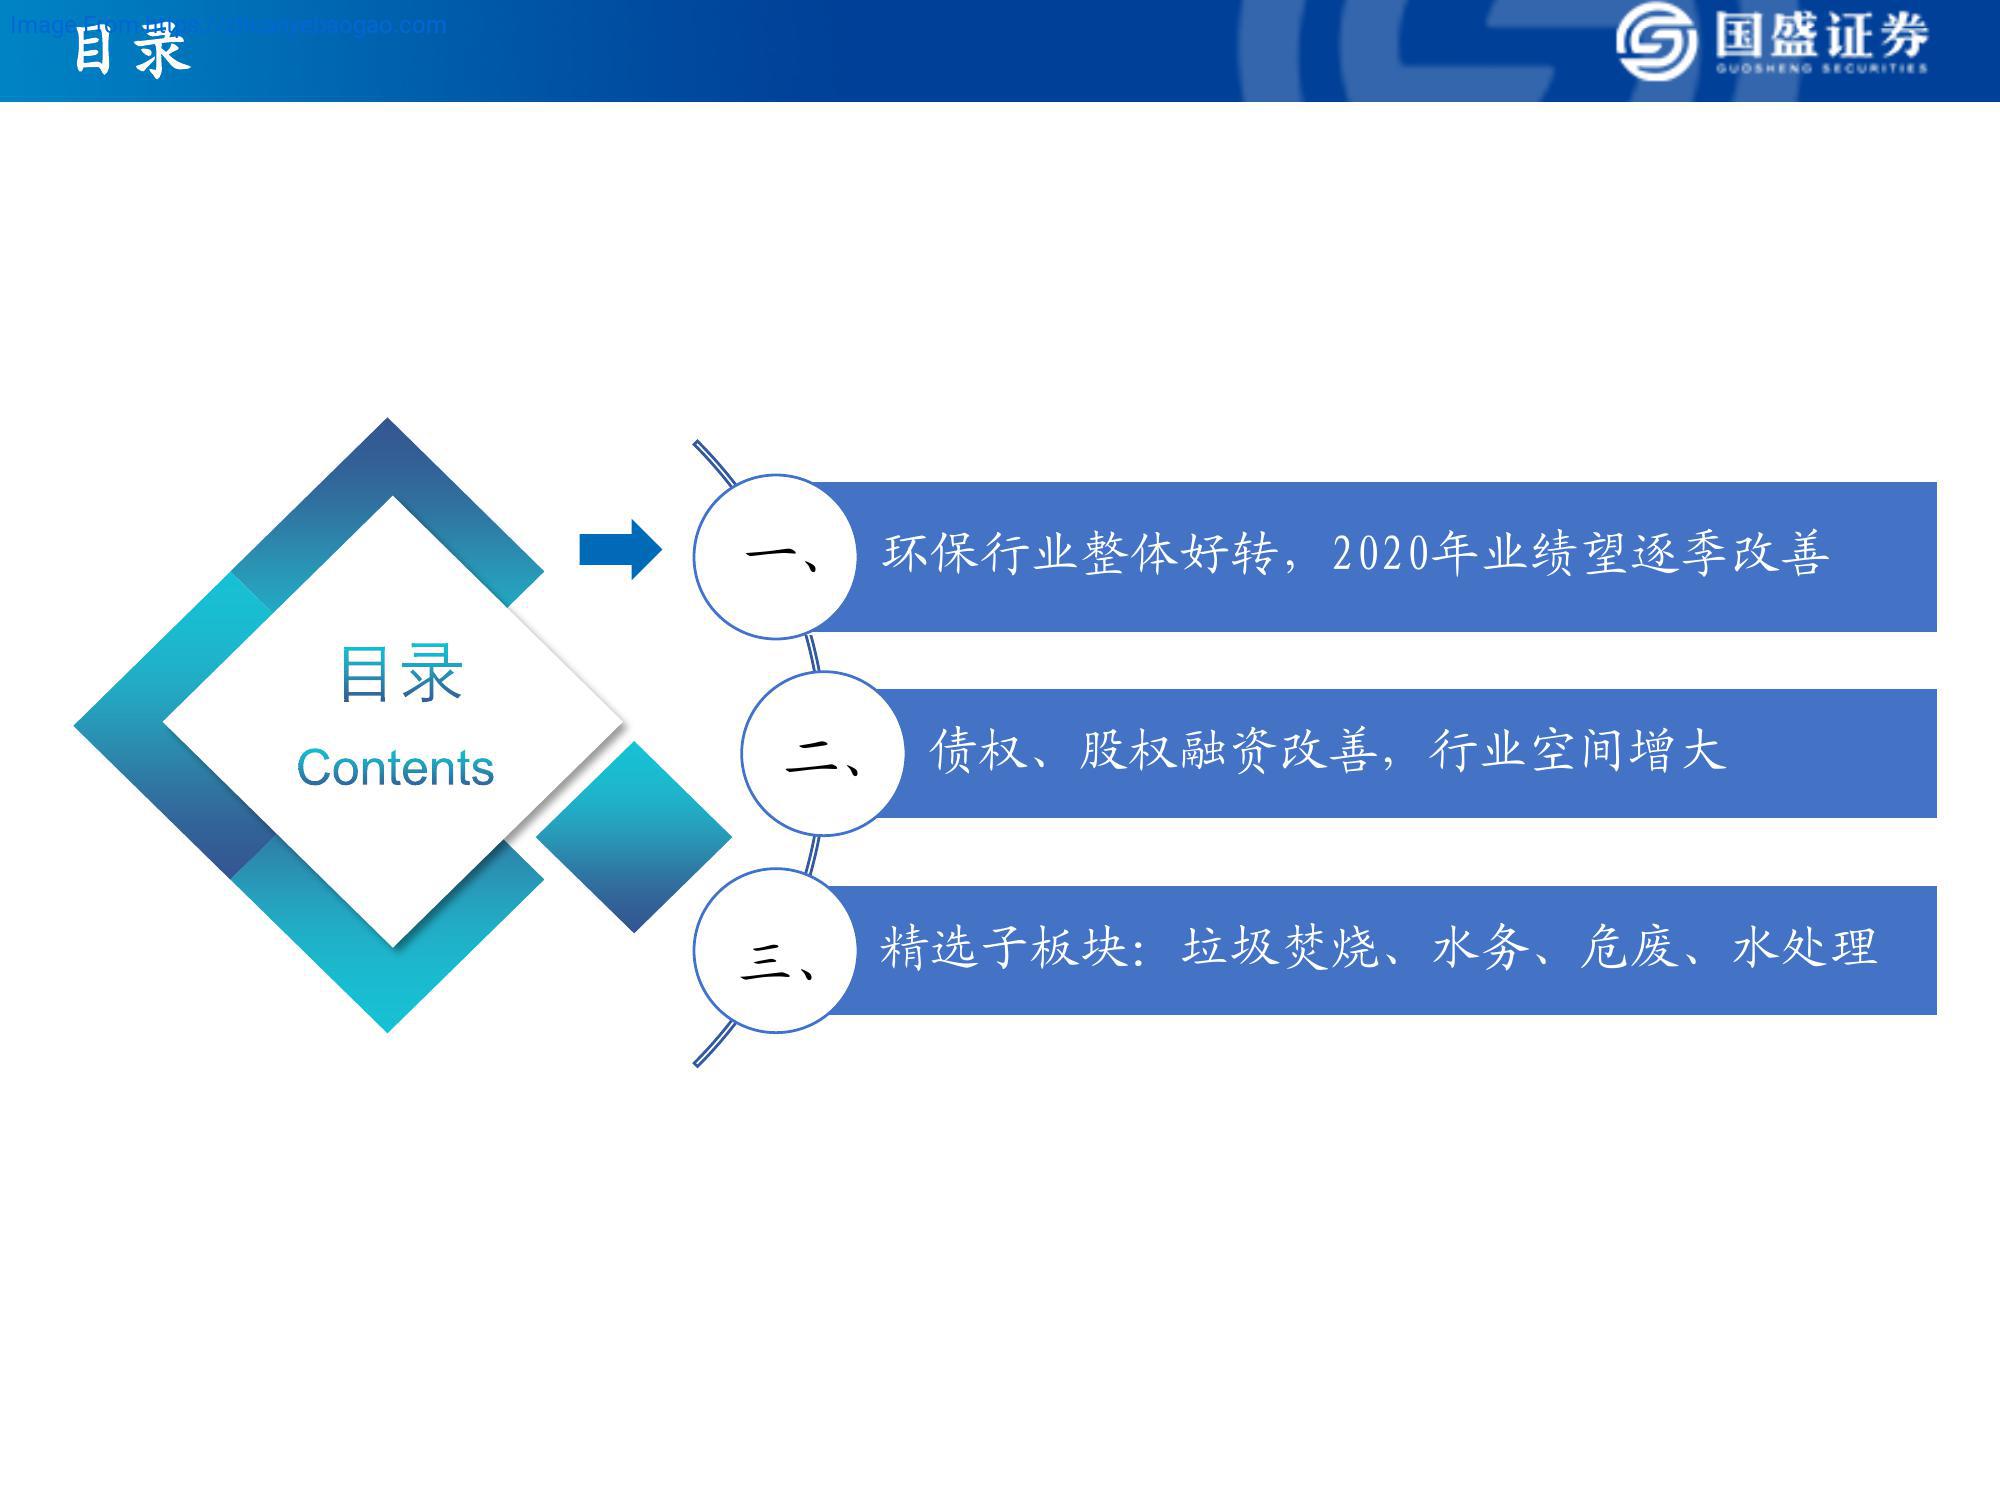 Image From https://zhuanyebaogao.com
目录
国盛证券
GUOSHENG SECURITIES
目录
Contents
一、 环保行业整体好转，2020年业绩望逐季改善
二、 债权、股权融资改善，行业空间增大
三、 精选子板块：垃圾焚烧、水务、危废、水处理